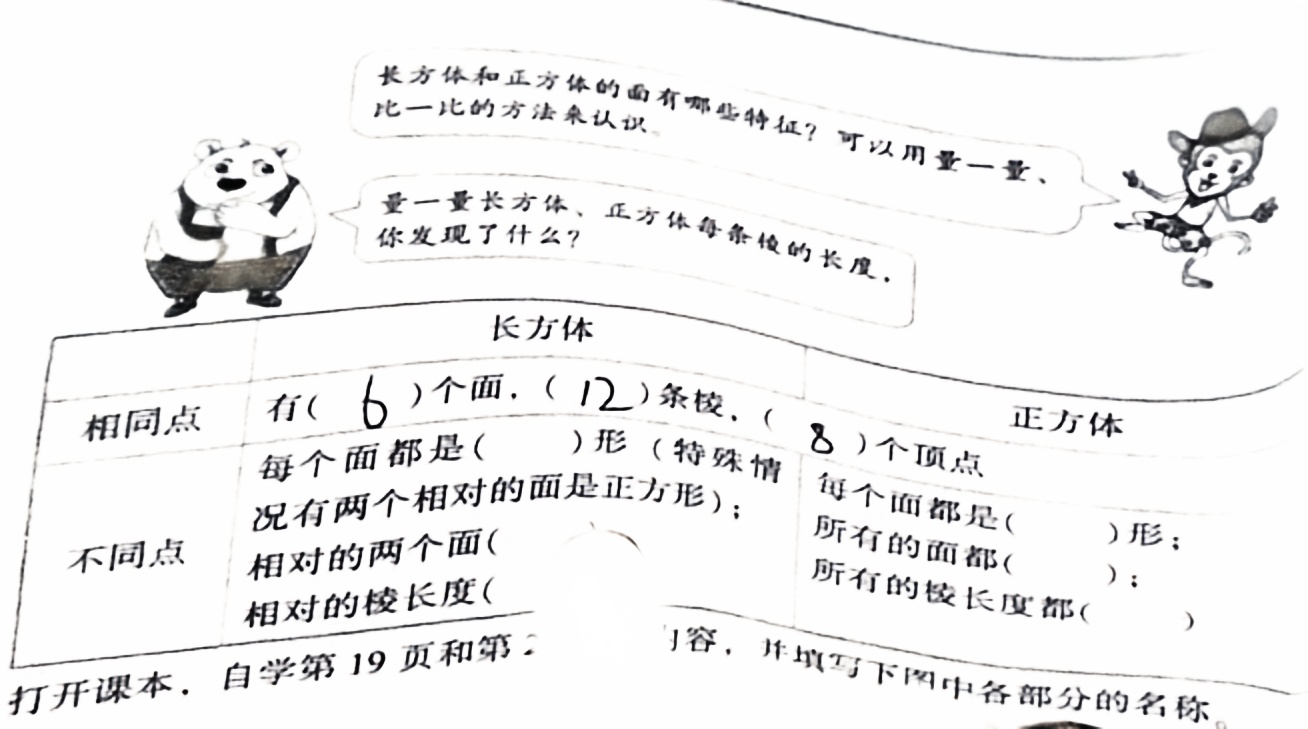 长方体和正方体的面有哪些特征？可以用量一量、
比一比的方法来认识。
量一量长方体、正方体每条棱的长度，
你发现了什么？
长方体
正方体
相同点
有( 6 )个面，( 12 )条棱，( 8 )个顶点
不同点
每个面都是( )形（特殊情
况有两个相对的面是正方形）；
相对的两个面(
相对的棱长度(
每个面都是( )形；
所有的面都( )；
所有的棱长度都( )
打开课本，自学第 19 页和第 2
容，并填写下图中各部分的名称。